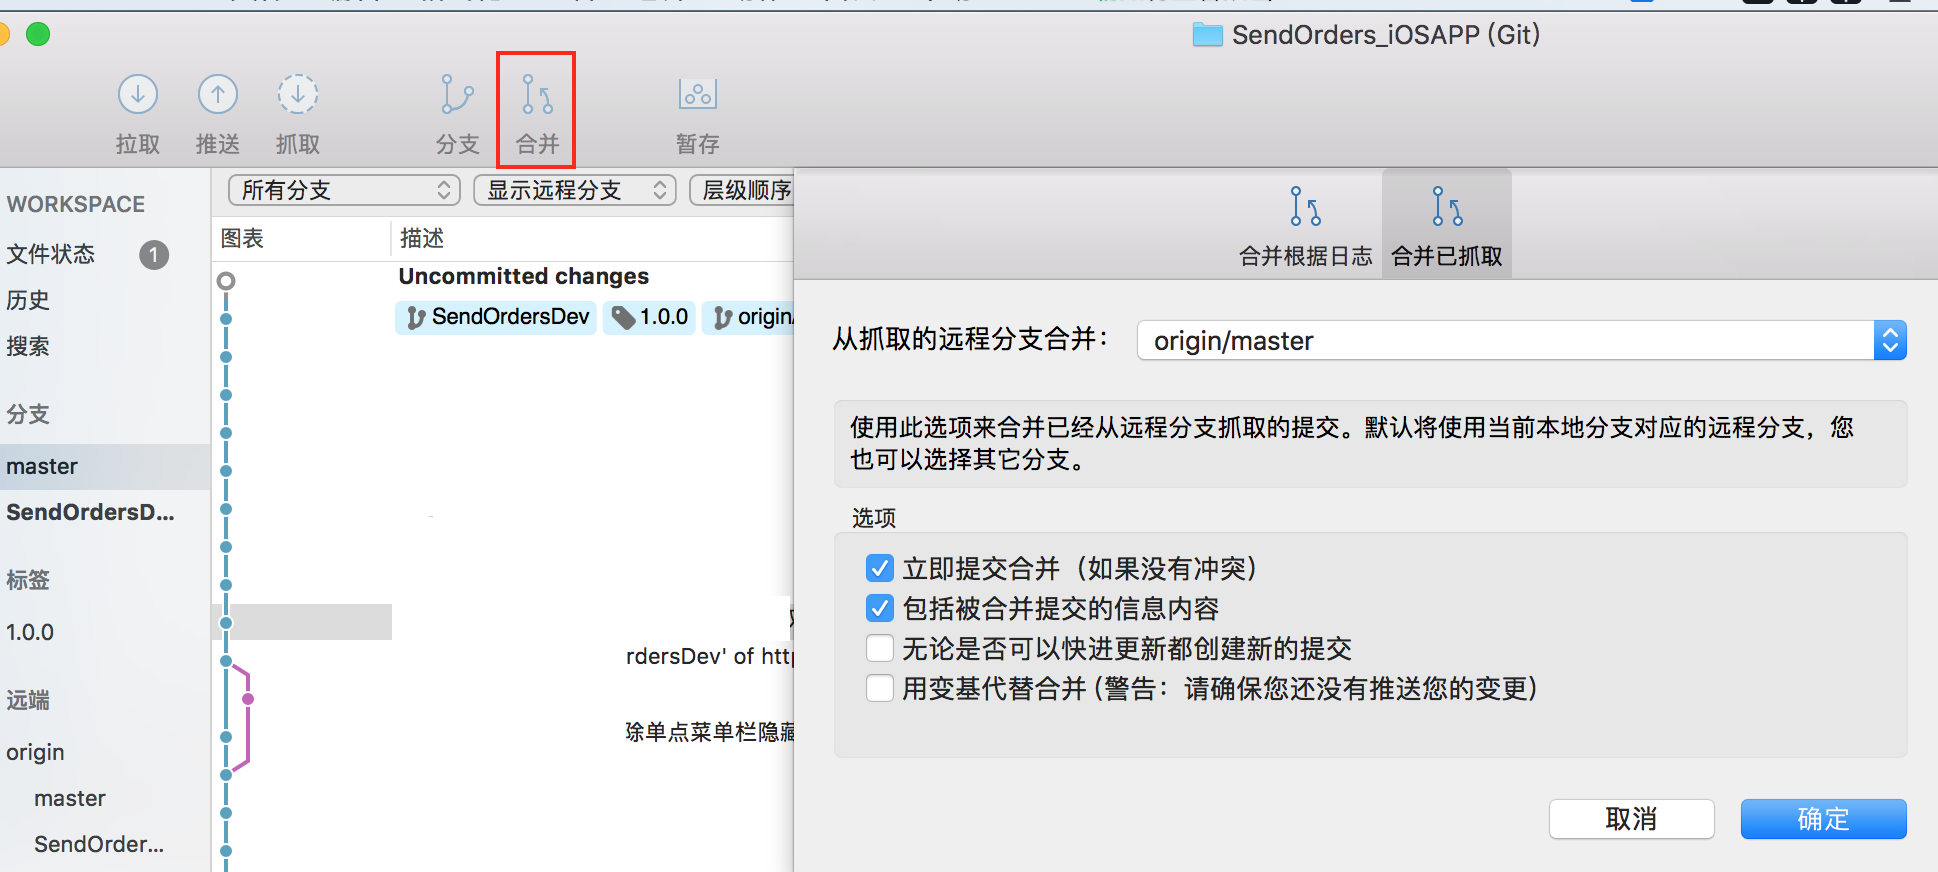 SendOrders_iOSAPP (Git)
拉取
推送
抓取
分支
合并
暂存
WORKSPACE
文件状态
1
历史
搜索
分支
master
SendOrdersD...
标签
1.0.0
远端
origin
master
SendOrder...
所有分支
显示远程分支
层级顺序
图表
描述
Uncommitted changes
SendOrdersDev
1.0.0
origin/
rdersDev' of http
除单点菜单栏隐藏
合并根据日志
合并已抓取
从抓取的远程分支合并：
origin/master
使用此选项来合并已经从远程分支抓取的提交。默认将使用当前本地分支对应的远程分支，您
也可以选择其它分支。
选项
立即提交合并（如果没有冲突）
包括被合并提交的信息内容
无论是否可以快进更新都创建新的提交
用变基代替合并(警告：请确保您还没有推送您的变更)
取消
确定